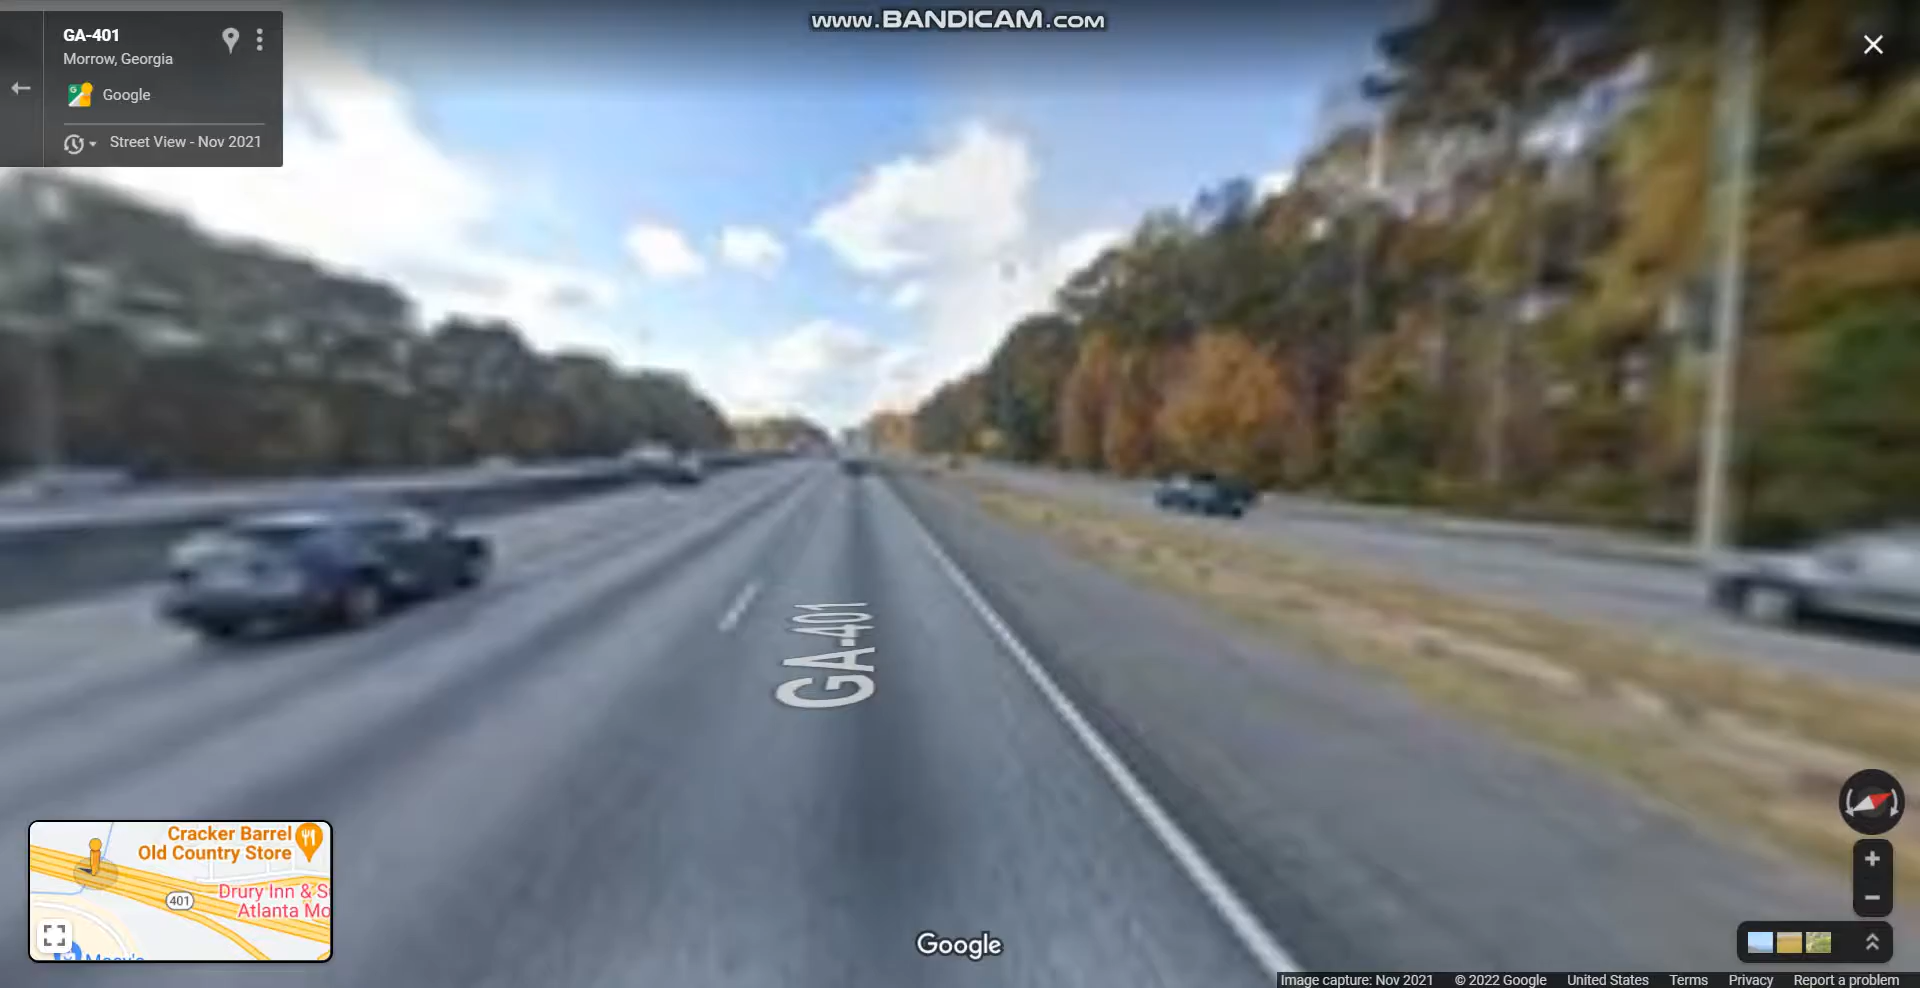 www.BANDICAM.com
GA-401
Morrow, Georgia
Google
Street View - Nov 2021
GA-401
Cracker Barrel
Old Country Store
Drury Inn & S
Atlanta Mo
401
Macy's
Google
Image capture: Nov 2021 © 2022 Google United States Terms Privacy Report a problem